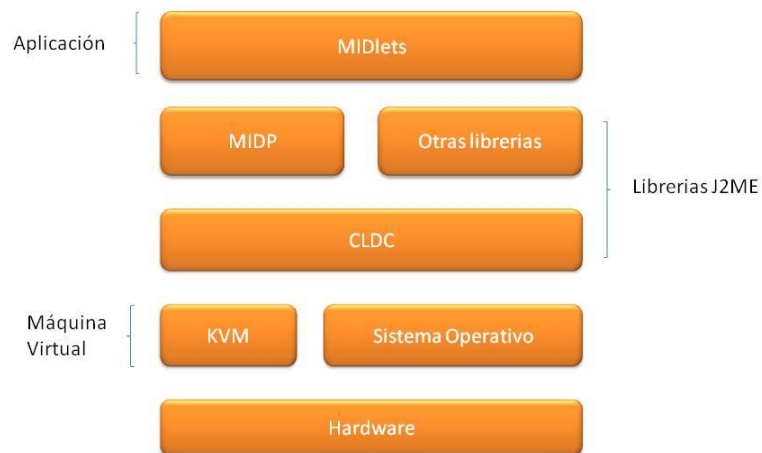 Aplicación
MIDlets
MIDP
Otras librerias
Librerias J2ME
CLDC
Máquina
Virtual
KVM
Sistema Operativo
Hardware